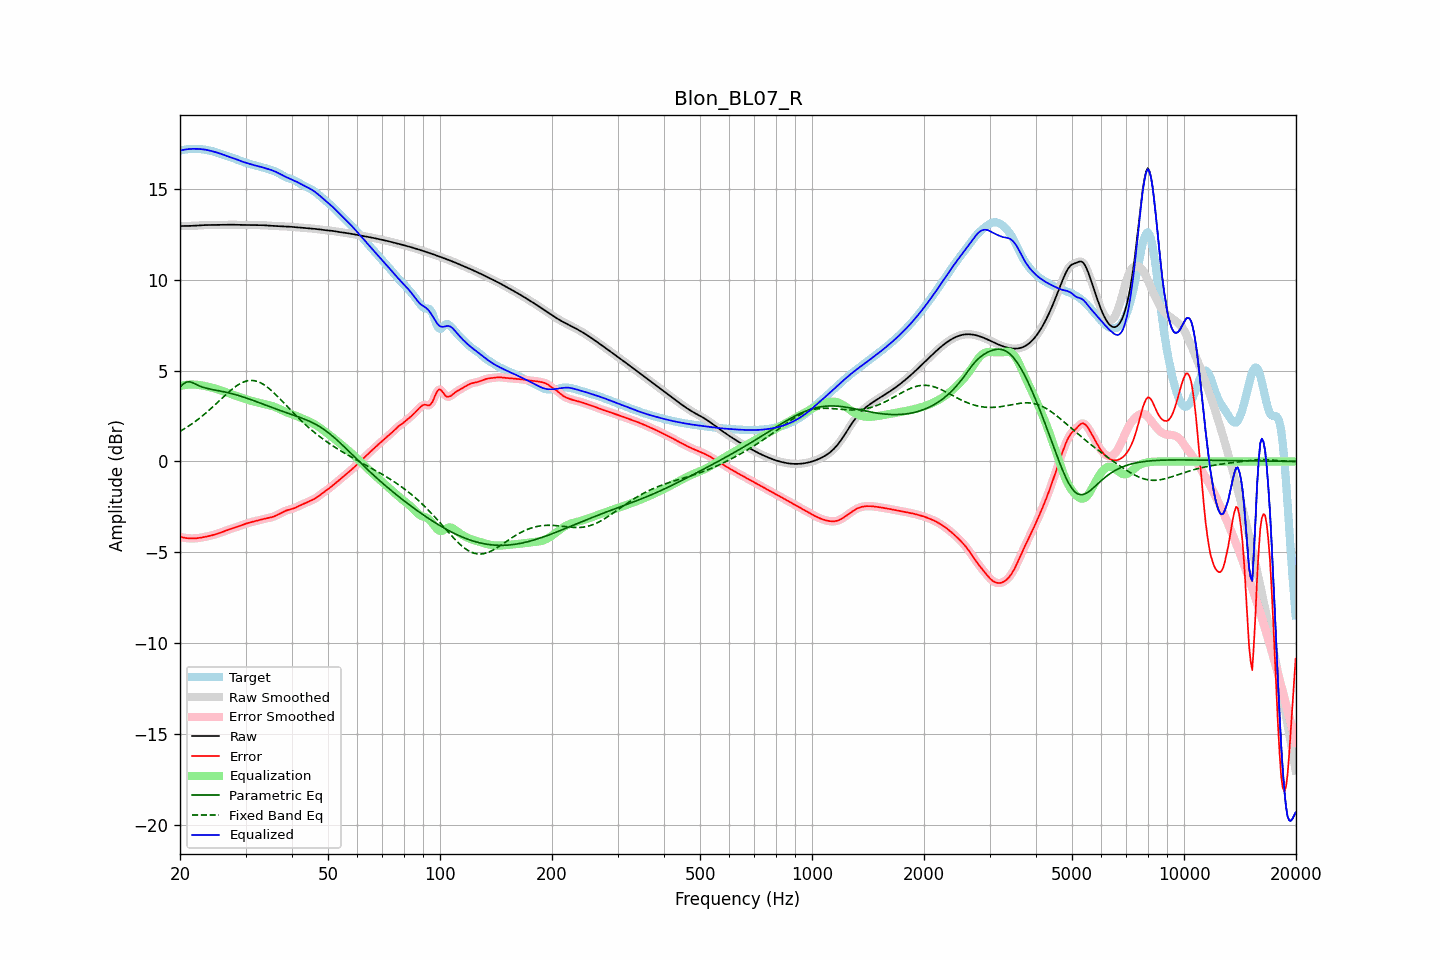 Blon_BL07_R
Amplitude (dBr)
15
10
5
0
−5
−10
−15
−20
Target
Raw Smoothed
Error Smoothed
Raw
Error
Equalization
Parametric Eq
Fixed Band Eq
Equalized
20 50 100 200 500 1000 2000 5000 10000 20000
Frequency (Hz)